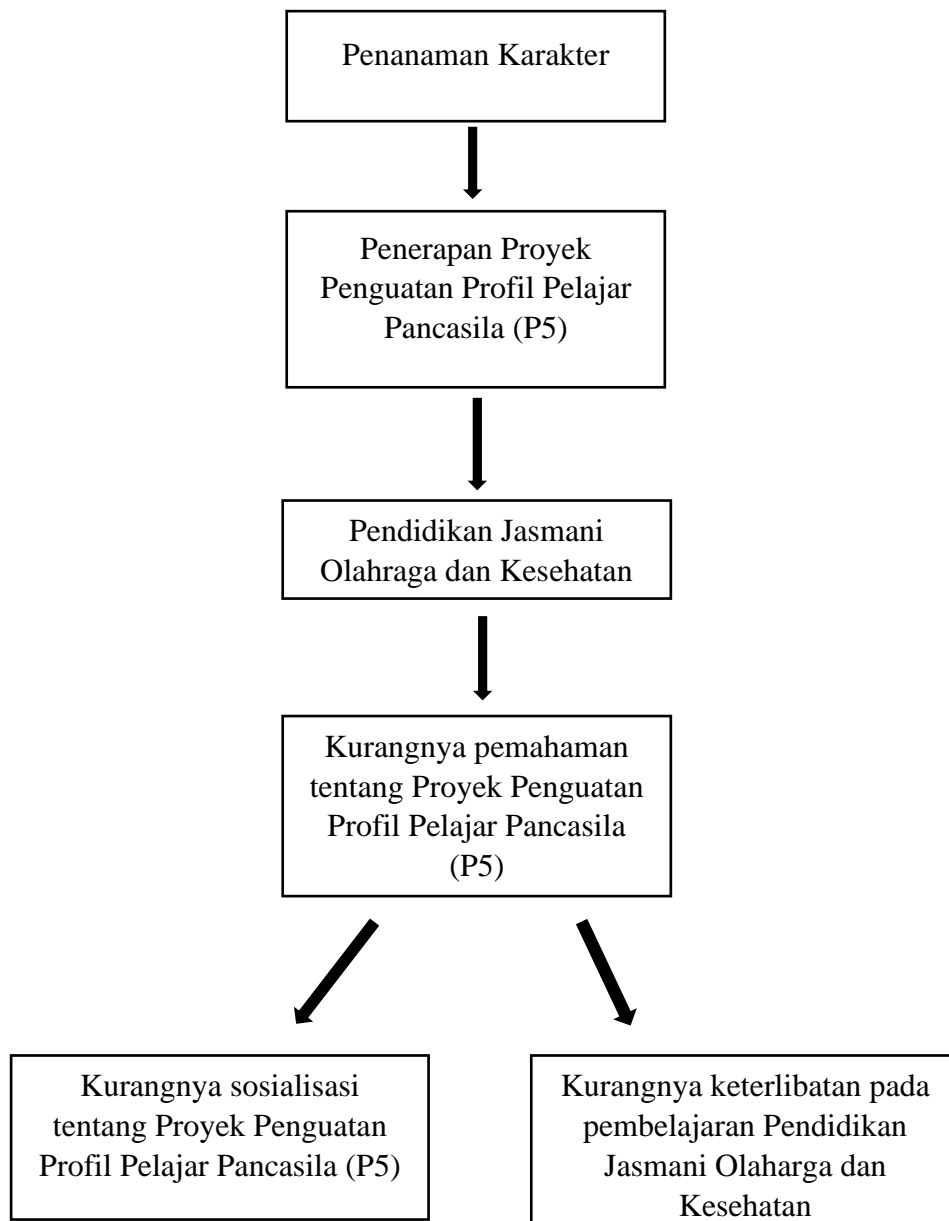 Penanaman Karakter
Penerapan Proyek
Penguatan Profil Pelajar
Pancasila (P5)
Pendidikan Jasmani
Olahraga dan Kesehatan
Kurangnya pemahaman
tentang Proyek Penguatan
Profil Pelajar Pancasila
(P5)
Kurangnya sosialisasi
tentang Proyek Penguatan
Profil Pelajar Pancasila (P5)
Kurangnya keterlibatan pada
pembelajaran Pendidikan
Jasmani Olaharga dan
Kesehatan